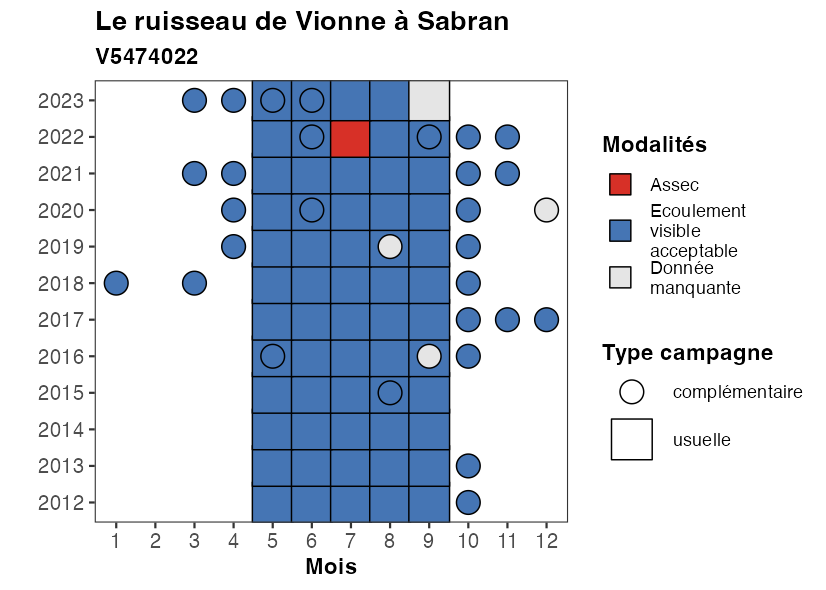 Le ruisseau de Vionne à Sabran
V5474022
2023
2022
2021
2020
2019
2018
2017
2016
2015
2014
2013
2012
1 2 3 4 5 6 7 8 9 10 11 12
Mois
Modalités
Assec
Ecoulement
visible
acceptable
Donnée
manquante
Type campagne
complémentaire
usuelle